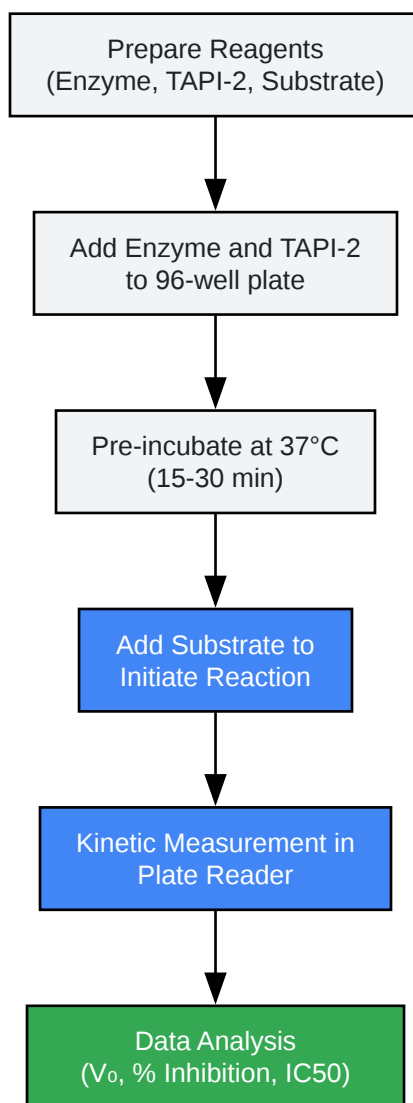 Prepare Reagents
(Enzyme, TAPI-2, Substrate)
Add Enzyme and TAPI-2
to 96-well plate
Pre-incubate at 37°C
(15-30 min)
Add Substrate to
Initiate Reaction
Kinetic Measurement in
Plate Reader
Data Analysis
(V₀, % Inhibition, IC50)